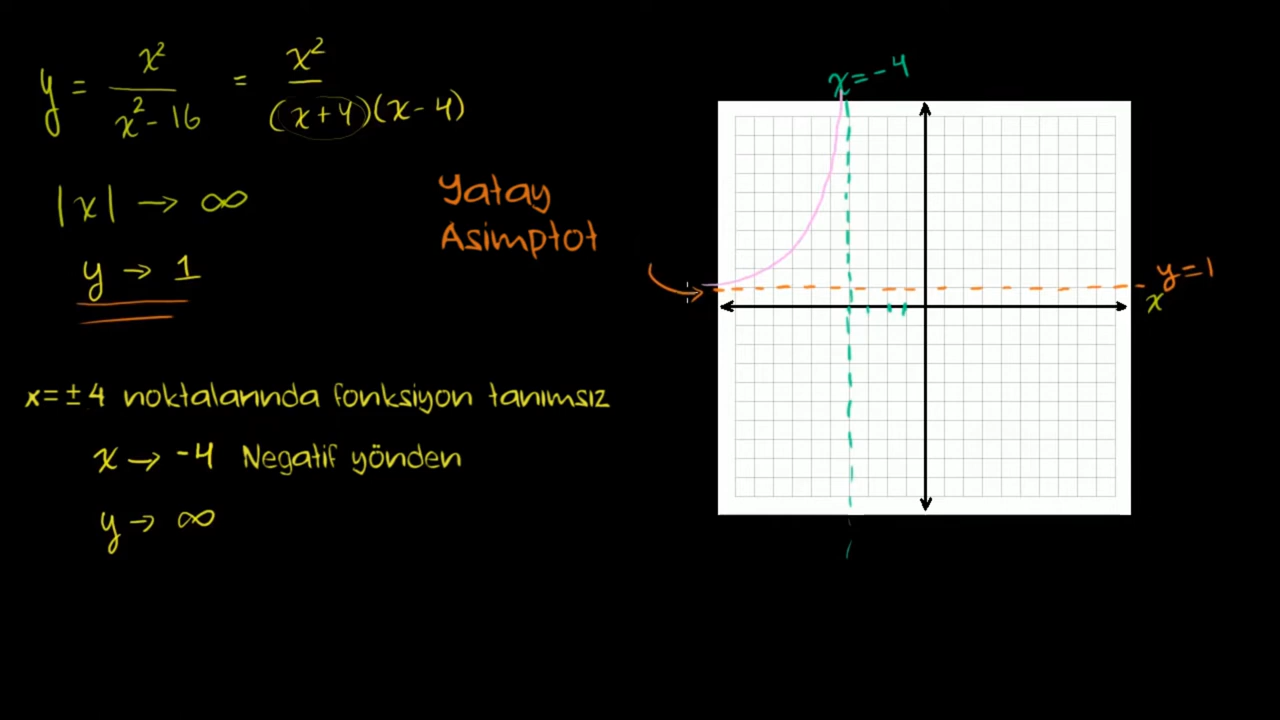 y = x²/(x² - 16) = x²/((x+4)(x-4))
|x| → ∞
y → 1
Yatay
Asimptot
x=±4 noktalarında fonksiyon tanımsız
x → -4 Negatif yönden
y → ∞
x=-4
y=1
x